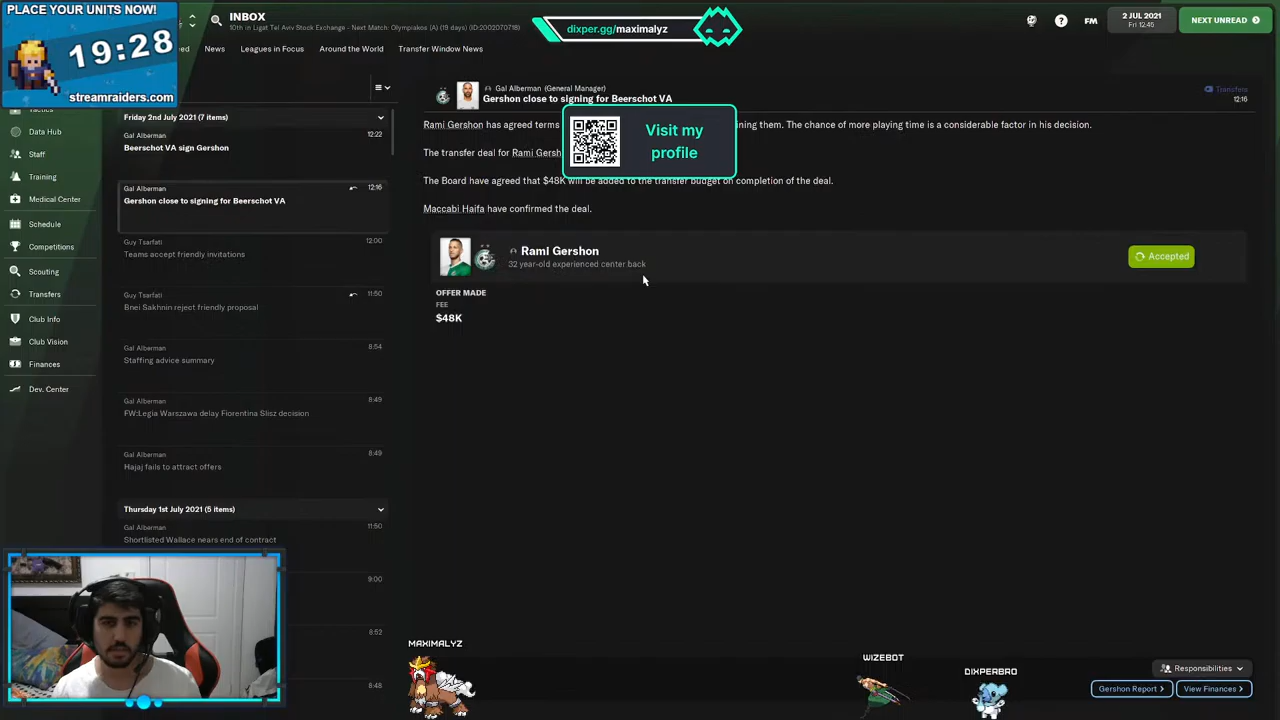 PLACE YOUR UNITS NOW!
19:28
streamraiders.com
INBOX
10th in Ligat Tel Aviv Stock Exchange - Next Match: Olympiakos (A) (19 days) (ID:2002070718)
dixper.gg/maximalyz
FM
2 JUL 2021
Fri 12:45
NEXT UNREAD
News
Leagues in Focus
Around the World
Transfer Window News
Tactics
Data Hub
Staff
Training
Medical Center
Schedule
Competitions
Scouting
Transfers
Club Info
Club Vision
Finances
Dev. Center
Friday 2nd July 2021 (7 items)
Gal Alberman
12:22
Beerschot VA sign Gershon
Gal Alberman
12:16
Gershon close to signing for Beerschot VA
Guy Tsarfati
12:00
Teams accept friendly invitations
Guy Tsarfati
11:50
Bnei Sakhnin reject friendly proposal
Gal Alberman
8:54
Staffing advice summary
Gal Alberman
8:49
FW:Legia Warszawa delay Fiorentina Slisz decision
Gal Alberman
8:49
Hajaj fails to attract offers
Thursday 1st July 2021 (5 items)
Gal Alberman
11:50
Shortlisted Wallace nears end of contract
9:00
8:52
8:48
Gal Alberman (General Manager)
Gershon close to signing for Beerschot VA
Transfers
12:16
Rami Gershon has agreed terms
ining them. The chance of more playing time is a considerable factor in his decision.
The transfer deal for Rami Gersh
The Board have agreed that $48K will be added to the transfer budget on completion of the deal.
Maccabi Haifa have confirmed the deal.
Visit my
profile
Rami Gershon
32 year-old experienced center back
Accepted
OFFER MADE
FEE
$48K
MAXIMALYZ
WIZEBOT
DIXPERBRO
Responsibilities
Gershon Report
View Finances